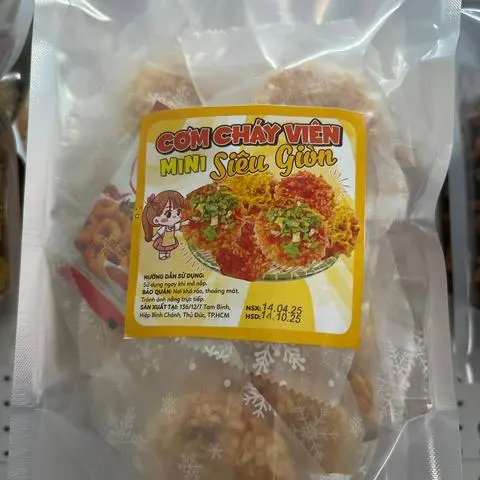 CƠM CHÁY VIÊN
MINI Siêu Giòn
HƯỚNG DẪN SỬ DỤNG:
Sử dụng ngay khi mở nắp.
BẢO QUẢN: Nơi khô ráo, thoáng mát.
Tránh ánh nắng trực tiếp.
SẢN XUẤT TẠI: 136/12/7 Tam Bình,
Hiệp Bình Chánh, Thủ Đức, TP.HCM
NSX: 14.04.25
HSD: 14.10.25